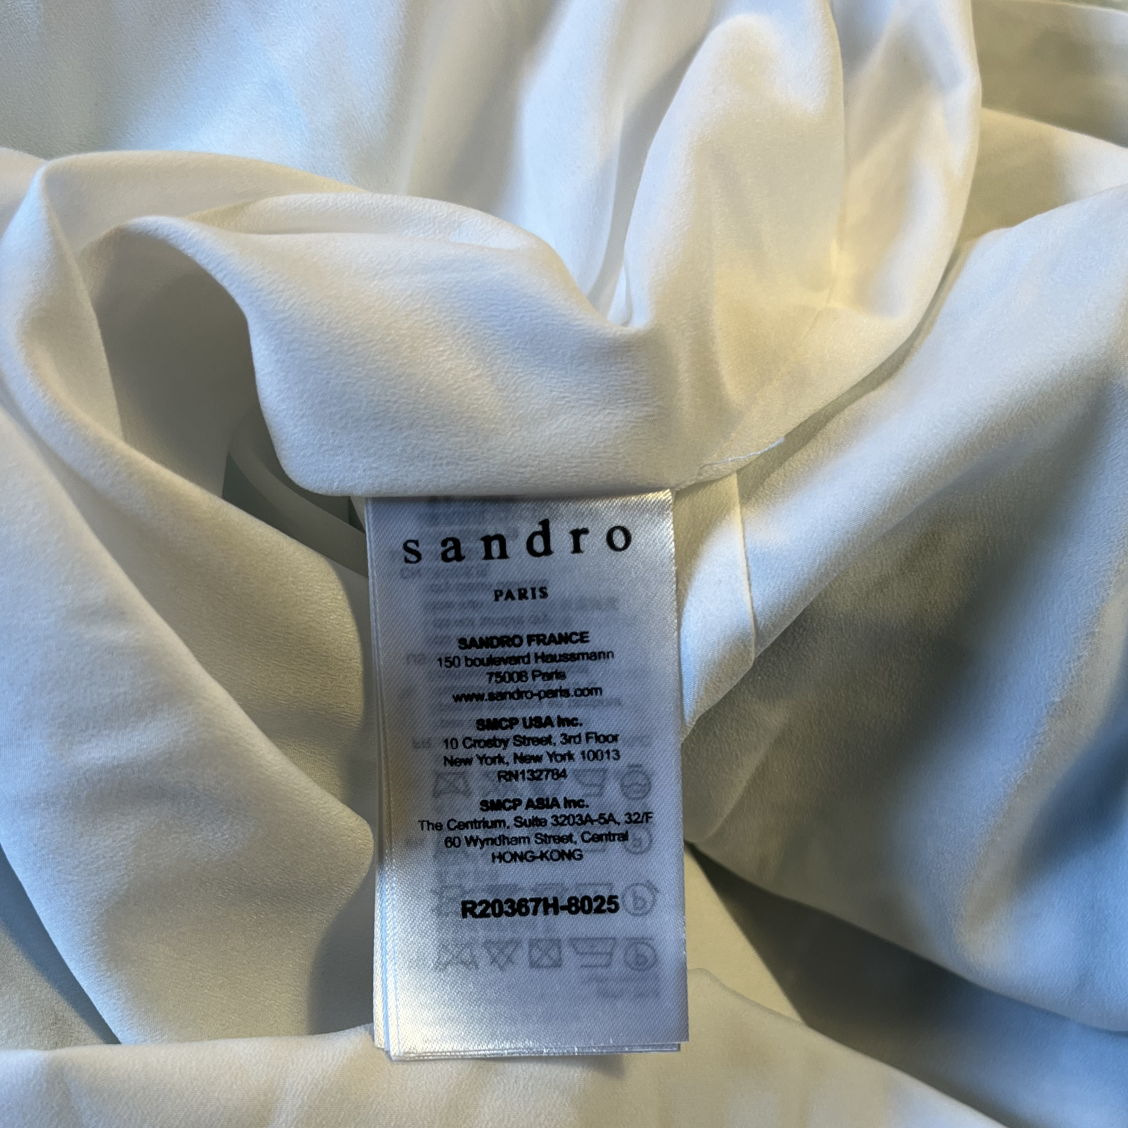 sandro
PARIS
SANDRO FRANCE
150 boulevard Haussmann
75008 Paris
www.sandro-paris.com
SMCP USA Inc.
10 Crosby Street, 3rd Floor
New York, New York 10013
RN132784
SMCP ASIA Inc.
The Centrium, Suite 3203A-5A, 32/F
60 Wyndham Street, Central
HONG-KONG
R20367H-8025